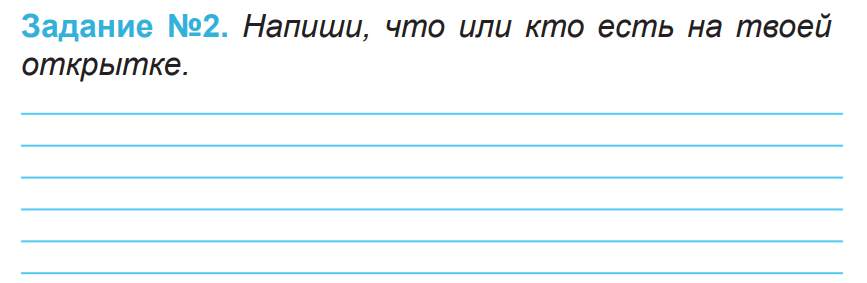 Задание №2. Напиши, что или кто есть на твоей
открытке.